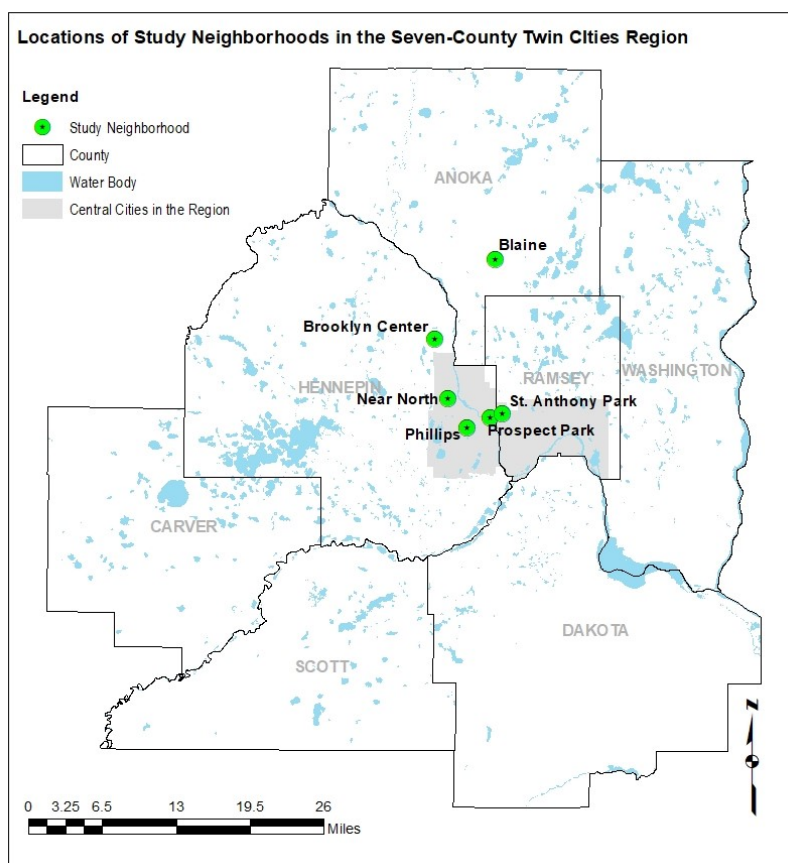 Locations of Study Neighborhoods in the Seven-County Twin CIties Region
Legend
Study Neighborhood
County
Water Body
Central Cities in the Region
ANOKA
Blaine
Brooklyn Center
HENNEPIN
RAMSEY
WASHINGTON
Near North
St. Anthony Park
Phillips
Prospect Park
CARVER
DAKOTA
SCOTT
N
0 3.25 6.5 13 19.5 26
Miles